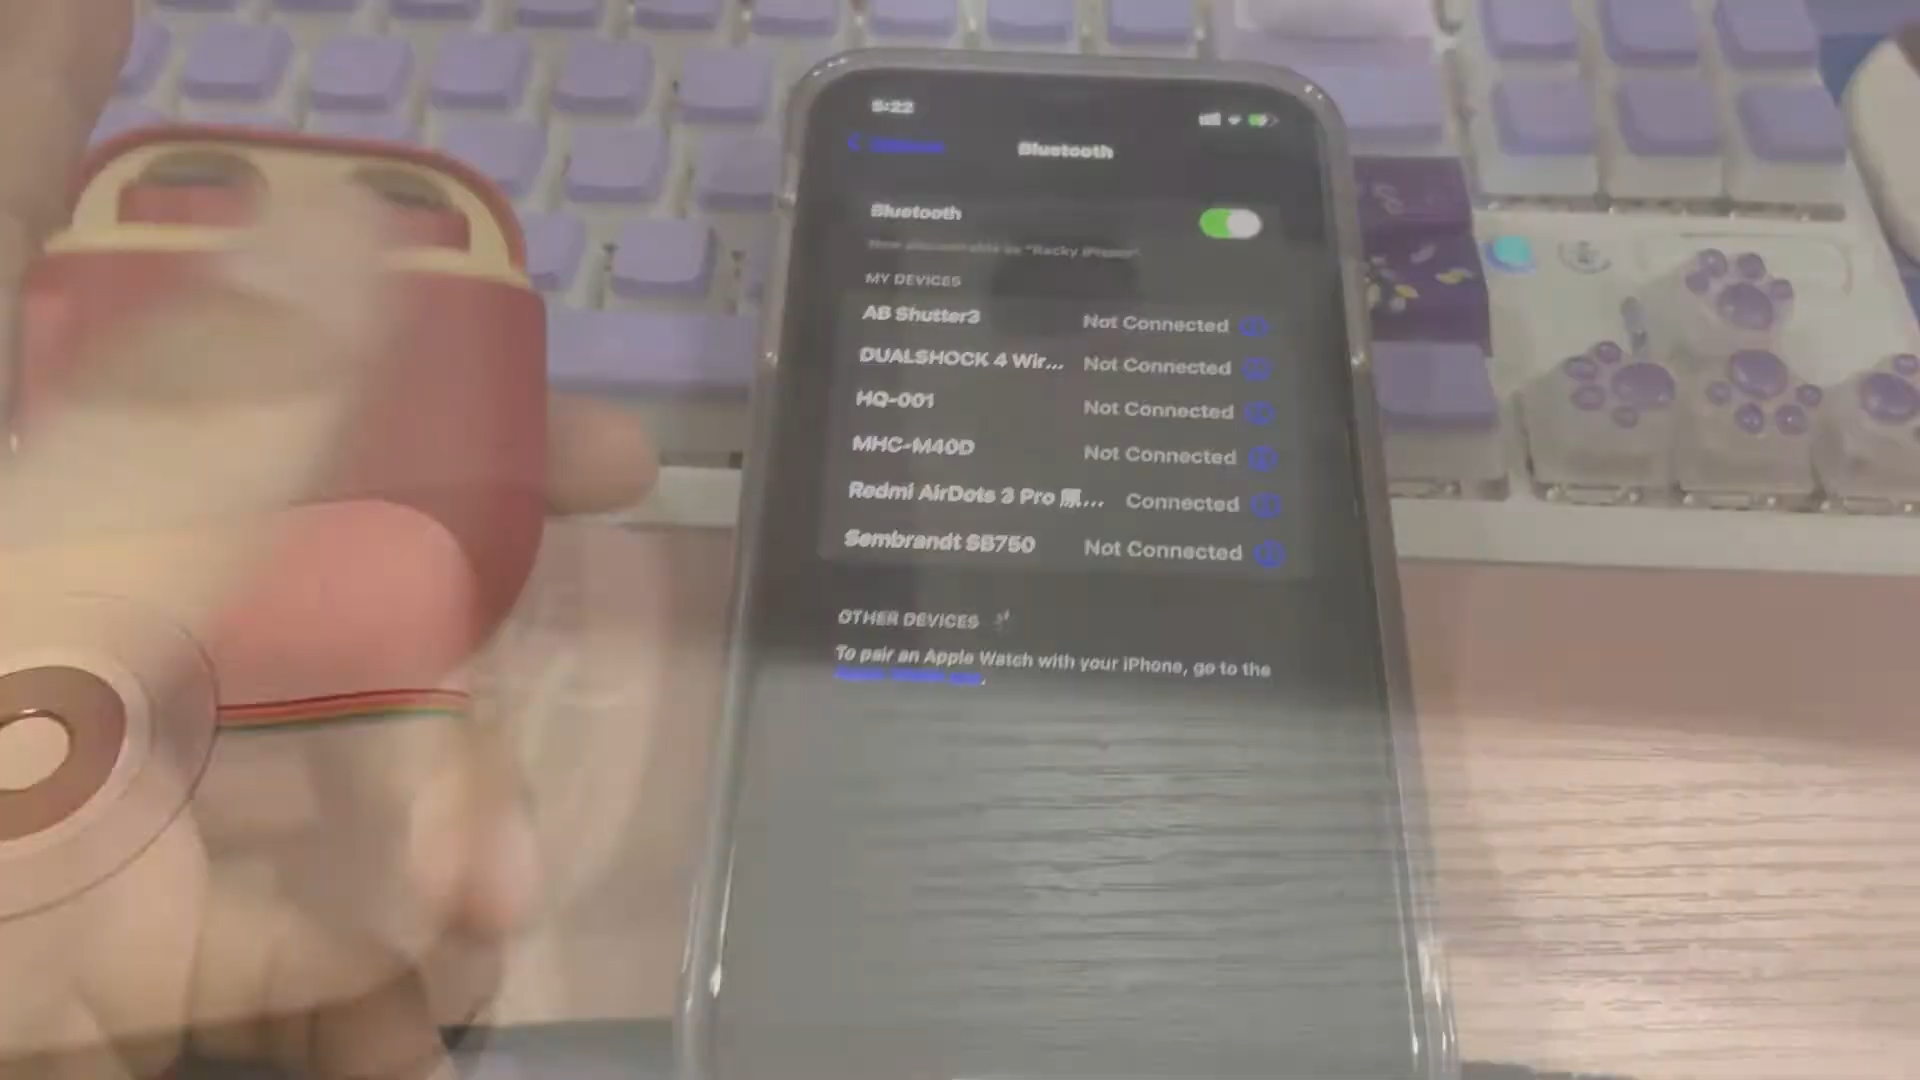 5:22
Bluetooth
Bluetooth
MY DEVICES
AB Shutter3 Not Connected
DUALSHOCK 4 Wir... Not Connected
HQ-001 Not Connected
MHC-M40D Not Connected
Redmi AirDots 3 Pro 原... Connected
Sembrandt SB750 Not Connected
OTHER DEVICES
To pair an Apple Watch with your iPhone, go to the